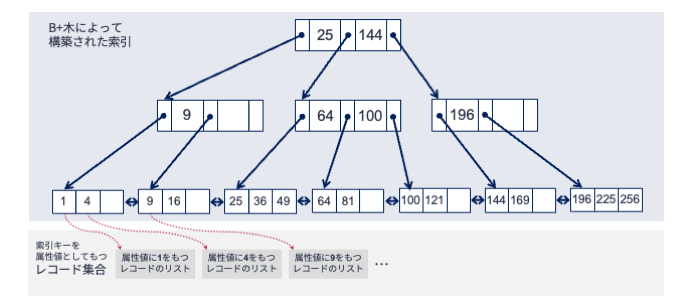 B+木によって
構築された索引
25 144
9
64 100
196
1 4
9 16
25 36 49
64 81
100 121
144 169
196 225 256
索引キーを
属性値としてもつ
レコード集合
属性値に1をもつ
レコードのリスト
属性値に4をもつ
レコードのリスト
属性値に9をもつ
レコードのリスト
…